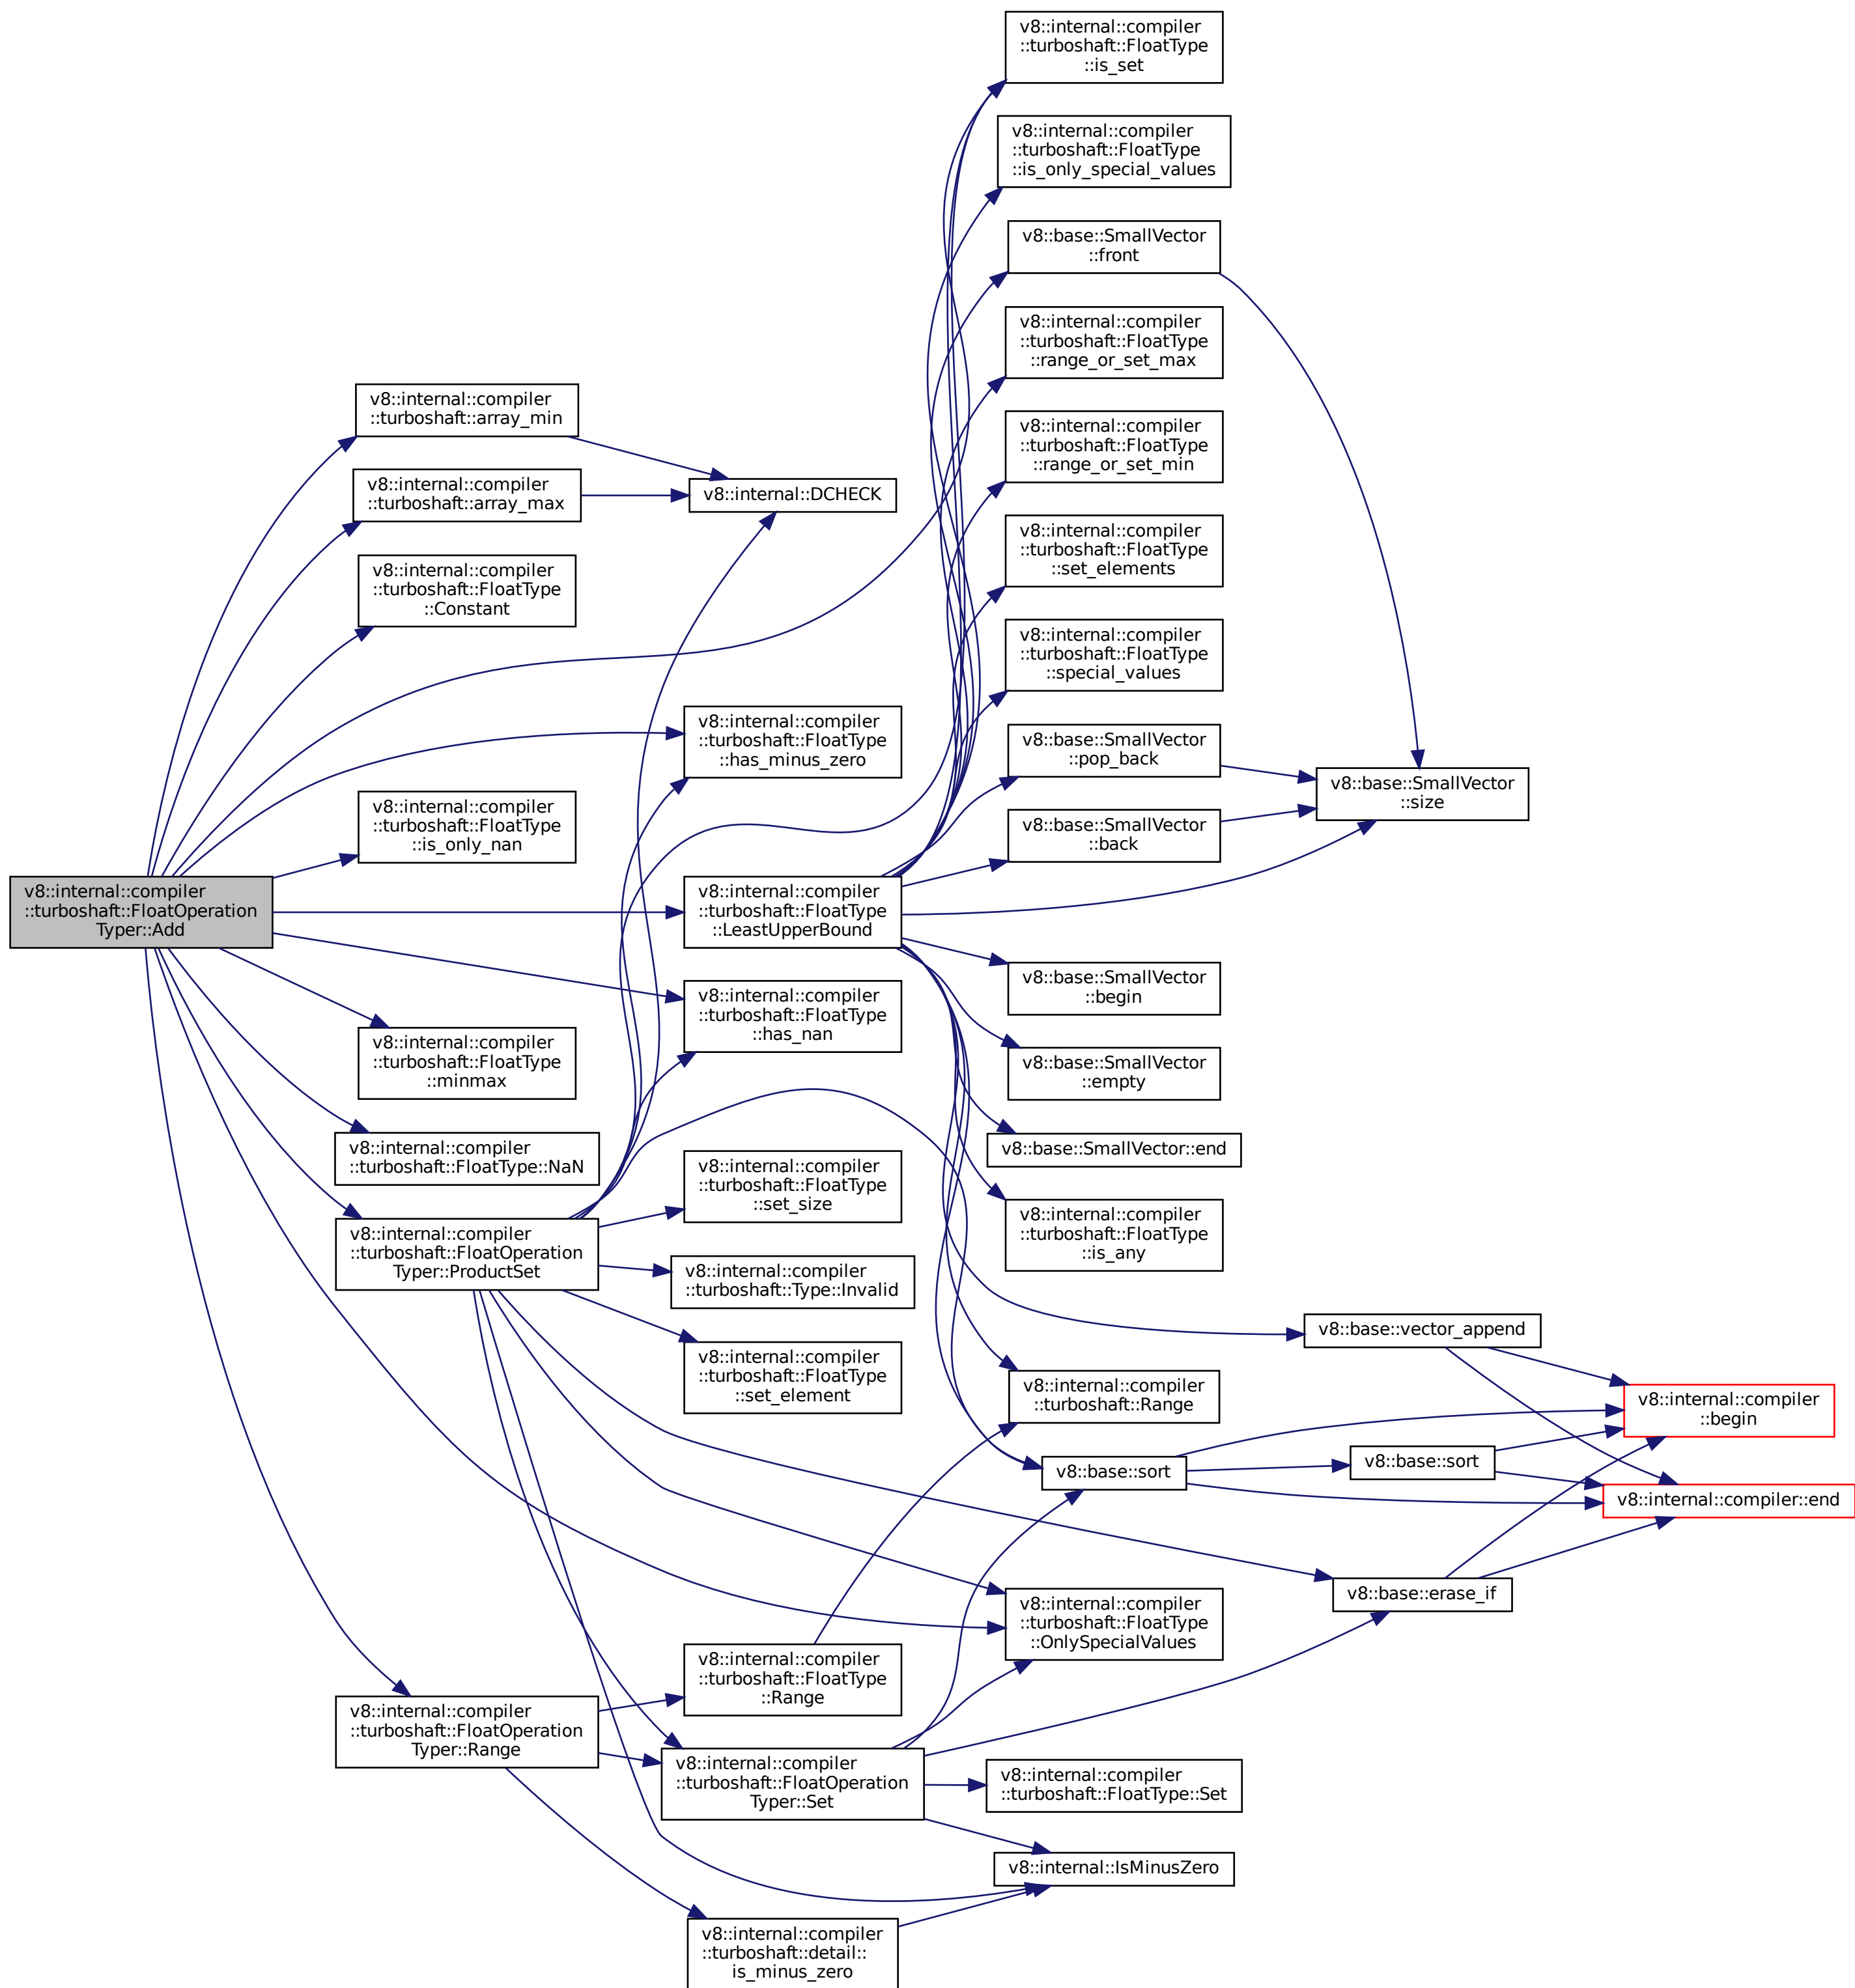 v8::internal::compiler
::turboshaft::FloatOperation
Typer::Add
v8::internal::compiler
::turboshaft::array_min
v8::internal::compiler
::turboshaft::array_max
v8::internal::compiler
::turboshaft::FloatType
::Constant
v8::internal::compiler
::turboshaft::FloatType
::is_only_nan
v8::internal::compiler
::turboshaft::FloatType
::minmax
v8::internal::compiler
::turboshaft::FloatType::NaN
v8::internal::compiler
::turboshaft::FloatOperation
Typer::ProductSet
v8::internal::compiler
::turboshaft::FloatOperation
Typer::Range
v8::internal::DCHECK
v8::internal::compiler
::turboshaft::FloatType
::has_minus_zero
v8::internal::compiler
::turboshaft::FloatType
::LeastUpperBound
v8::internal::compiler
::turboshaft::FloatType
::has_nan
v8::internal::compiler
::turboshaft::FloatType
::set_size
v8::internal::compiler
::turboshaft::Type::Invalid
v8::internal::compiler
::turboshaft::FloatType
::set_element
v8::internal::compiler
::turboshaft::FloatType
::Range
v8::internal::compiler
::turboshaft::FloatOperation
Typer::Set
v8::internal::compiler
::turboshaft::detail::
is_minus_zero
v8::internal::compiler
::turboshaft::FloatType
::is_set
v8::internal::compiler
::turboshaft::FloatType
::is_only_special_values
v8::base::SmallVector
::front
v8::internal::compiler
::turboshaft::FloatType
::range_or_set_max
v8::internal::compiler
::turboshaft::FloatType
::range_or_set_min
v8::internal::compiler
::turboshaft::FloatType
::set_elements
v8::internal::compiler
::turboshaft::FloatType
::special_values
v8::base::SmallVector
::pop_back
v8::base::SmallVector
::back
v8::base::SmallVector
::begin
v8::base::SmallVector
::empty
v8::base::SmallVector::end
v8::internal::compiler
::turboshaft::FloatType
::is_any
v8::internal::compiler
::turboshaft::Range
v8::base::sort
v8::internal::compiler
::turboshaft::FloatType
::OnlySpecialValues
v8::internal::compiler
::turboshaft::FloatType::Set
v8::internal::IsMinusZero
v8::base::SmallVector
::size
v8::base::vector_append
v8::base::sort
v8::base::erase_if
v8::internal::compiler
::begin
v8::internal::compiler::end